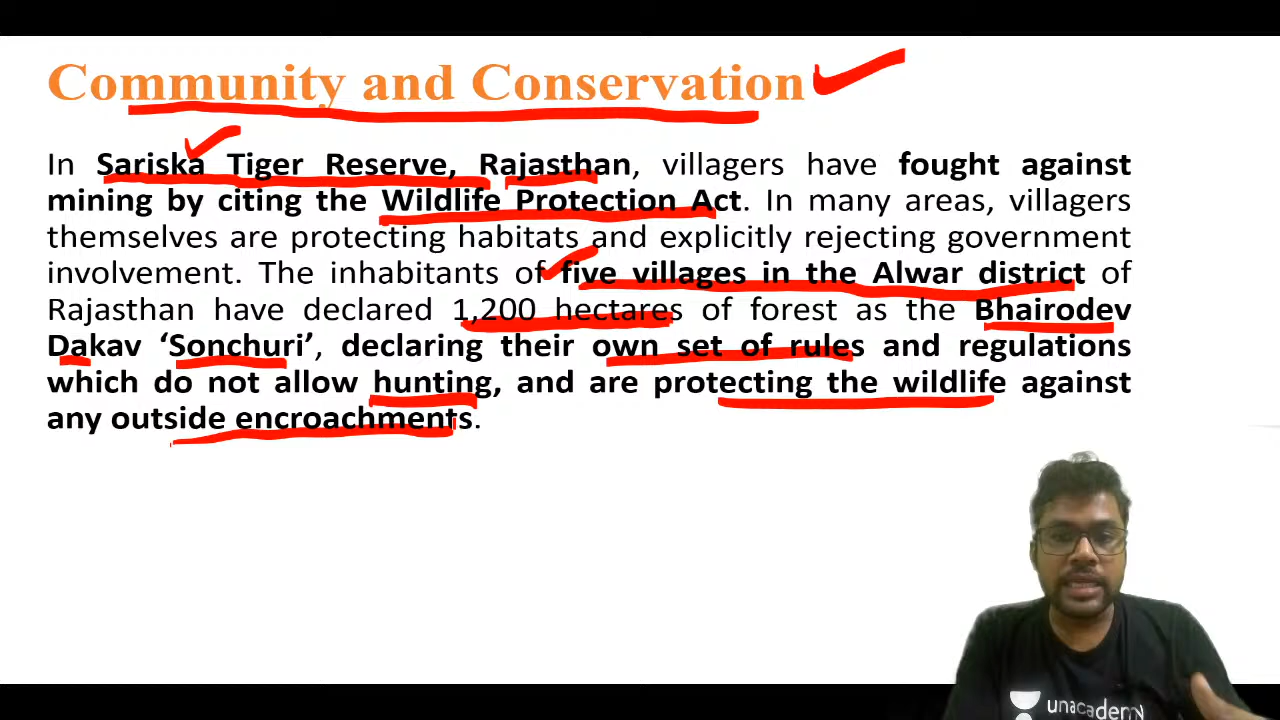 Community and Conservation
In Sariska Tiger Reserve, Rajasthan, villagers have fought against
mining by citing the Wildlife Protection Act. In many areas, villagers
themselves are protecting habitats and explicitly rejecting government
involvement. The inhabitants of five villages in the Alwar district of
Rajasthan have declared 1,200 hectares of forest as the Bhairodev
Dakav ‘Sonchuri’, declaring their own set of rules and regulations
which do not allow hunting, and are protecting the wildlife against
any outside encroachments.
unacademy